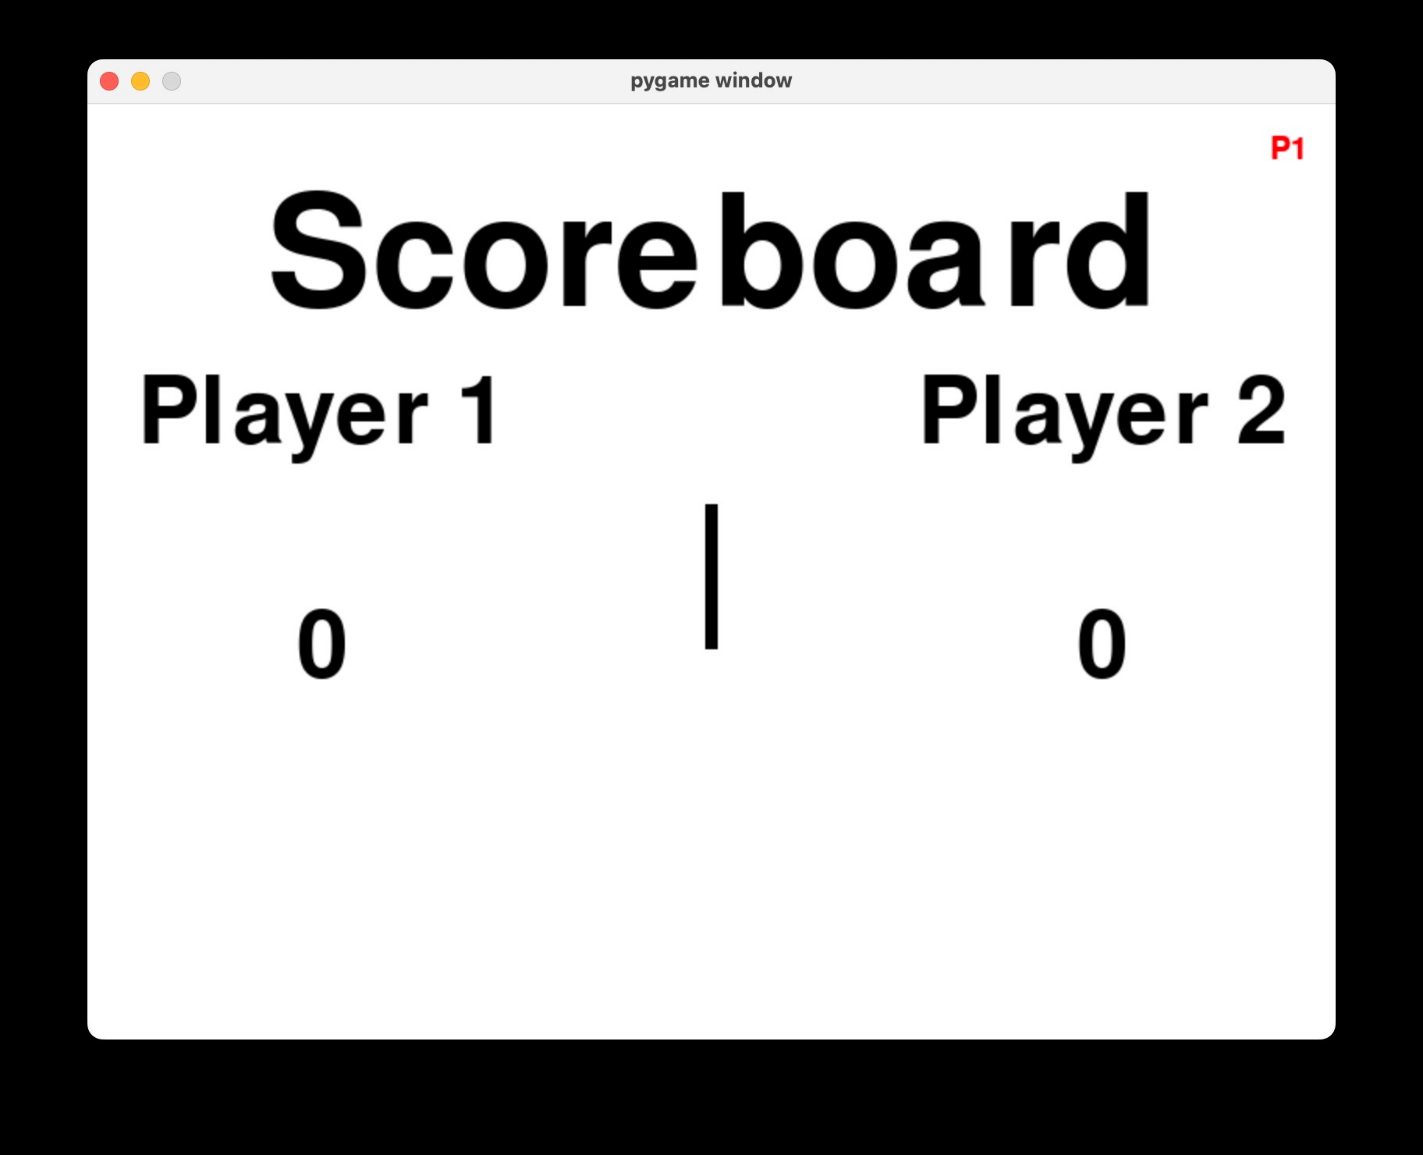 pygame window
P1
Scoreboard
Player 1 Player 2
0 | 0